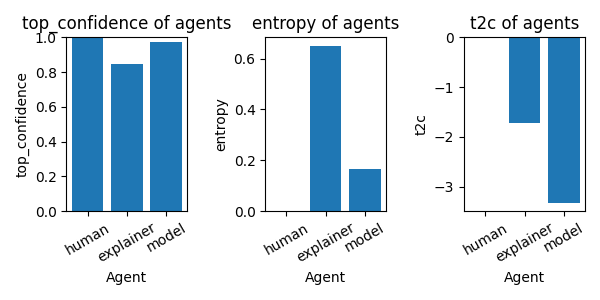 top_confidence of agents
top_confidence
1.0
0.8
0.6
0.4
0.2
0.0
human
explainer
model
Agent
entropy of agents
entropy
0.6
0.4
0.2
0.0
human
explainer
model
Agent
t2c of agents
t2c
0
−1
−2
−3
human
explainer
model
Agent